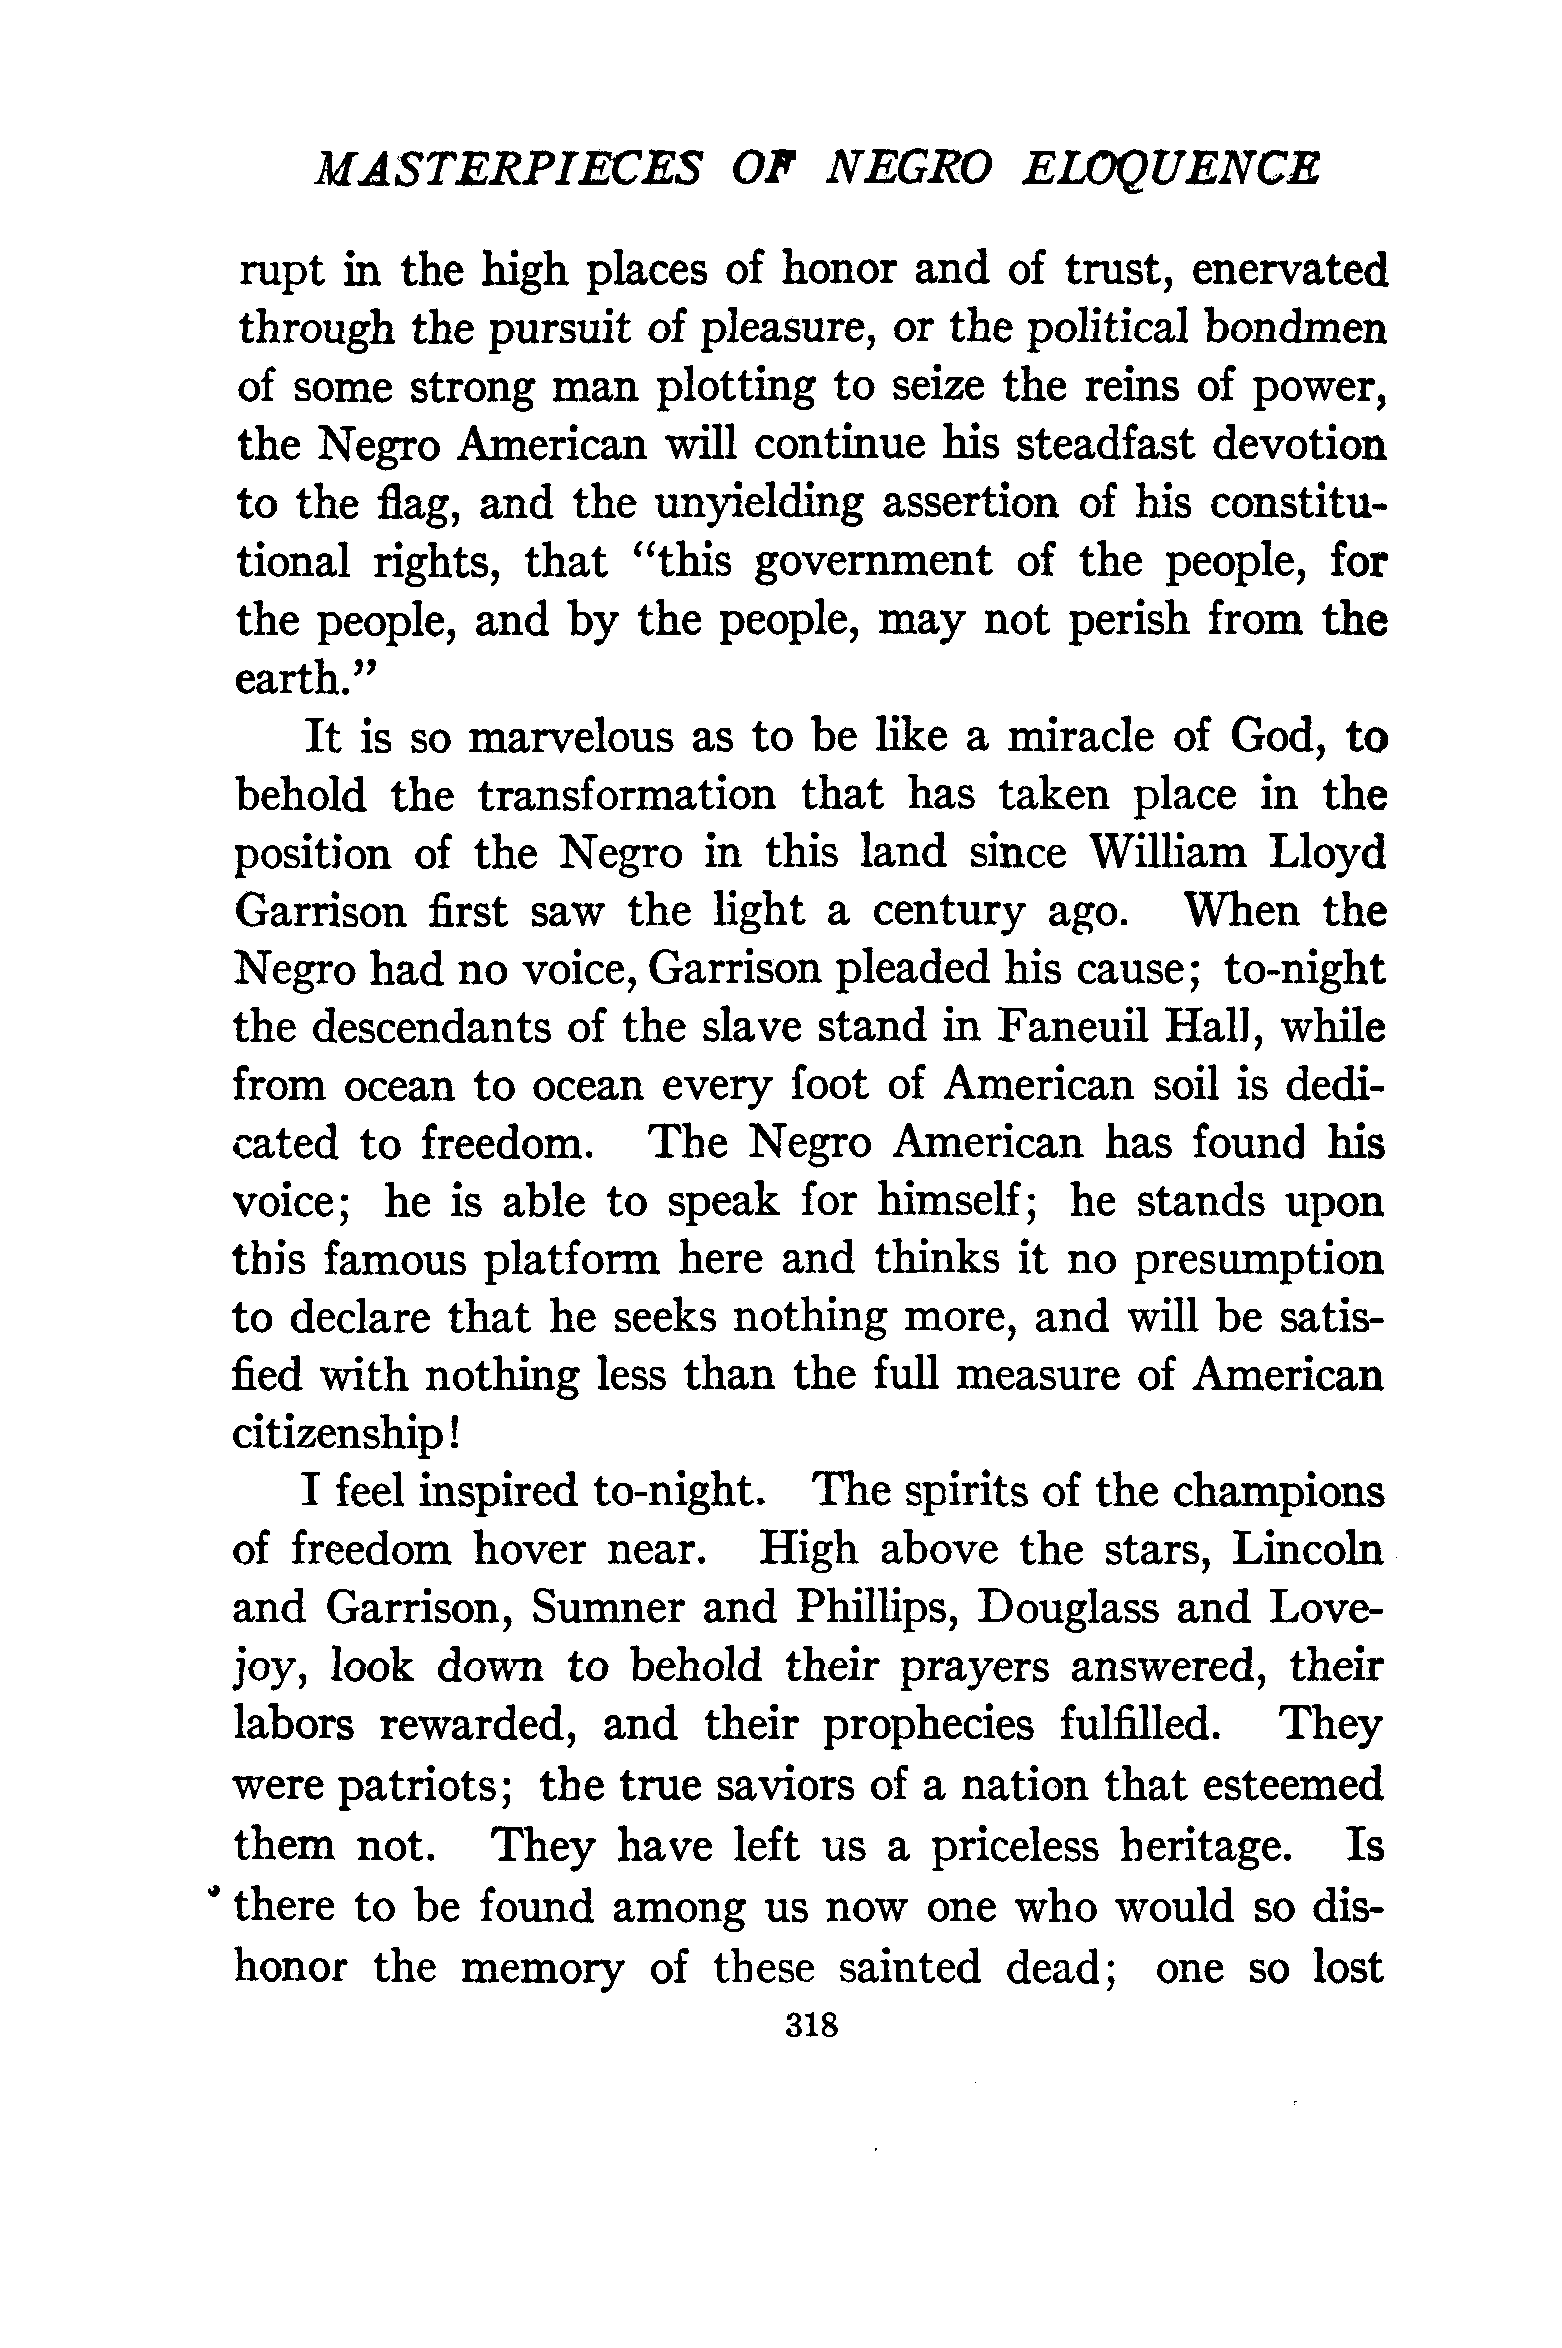 MASTERPIECES OF NEGRO ELOQUENCE
rupt in the high places of honor and of trust, enervated
through the pursuit of pleasure, or the political bondmen
of some strong man plotting to seize the reins of power,
the Negro American will continue his steadfast devotion
to the flag, and the unyielding assertion of his constitu-
tional rights, that “this government of the people, for
the people, and by the people, may not perish from the
earth.”
It is so marvelous as to be like a miracle of God, to
behold the transformation that has taken place in the
position of the Negro in this land since William Lloyd
Garrison first saw the light a century ago. When the
Negro had no voice, Garrison pleaded his cause; to-night
the descendants of the slave stand in Faneuil Hall, while
from ocean to ocean every foot of American soil is dedi-
cated to freedom. The Negro American has found his
voice; he is able to speak for himself; he stands upon
this famous platform here and thinks it no presumption
to declare that he seeks nothing more, and will be satis-
fied with nothing less than the full measure of American
citizenship!
I feel inspired to-night. The spirits of the champions
of freedom hover near. High above the stars, Lincoln
and Garrison, Sumner and Phillips, Douglass and Love-
joy, look down to behold their prayers answered, their
labors rewarded, and their prophecies fulfilled. They
were patriots; the true saviors of a nation that esteemed
them not. They have left us a priceless heritage. Is
there to be found among us now one who would so dis-
honor the memory of these sainted dead; one so lost
318